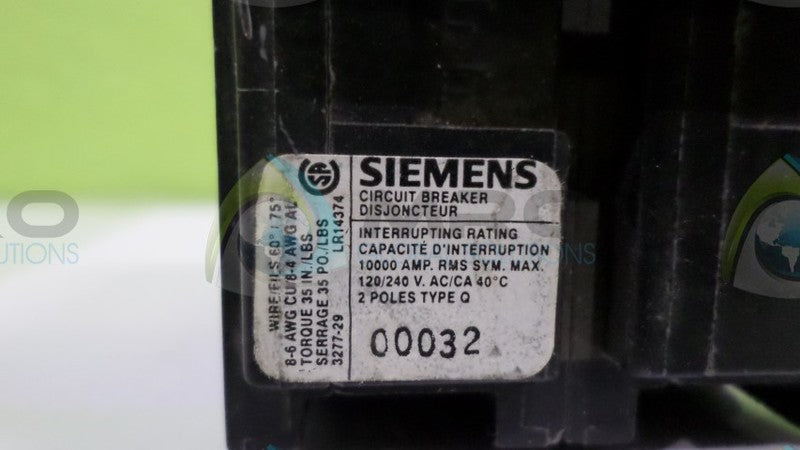 SIEMENS
CIRCUIT BREAKER
DISJONCTEUR
INTERRUPTING RATING
CAPACITÉ D'INTERRUPTION
10000 AMP. RMS SYM. MAX.
120/240 V. AC/CA 40°C
2 POLES TYPE Q
00032
WIRE/FILS 60° / 75°
8-6 AWG CU/8-4 AWG AL
TORQUE 35 IN./LBS
SERRAGE 35 PO./LBS
3277-29 LR14374
SOLUTIONS